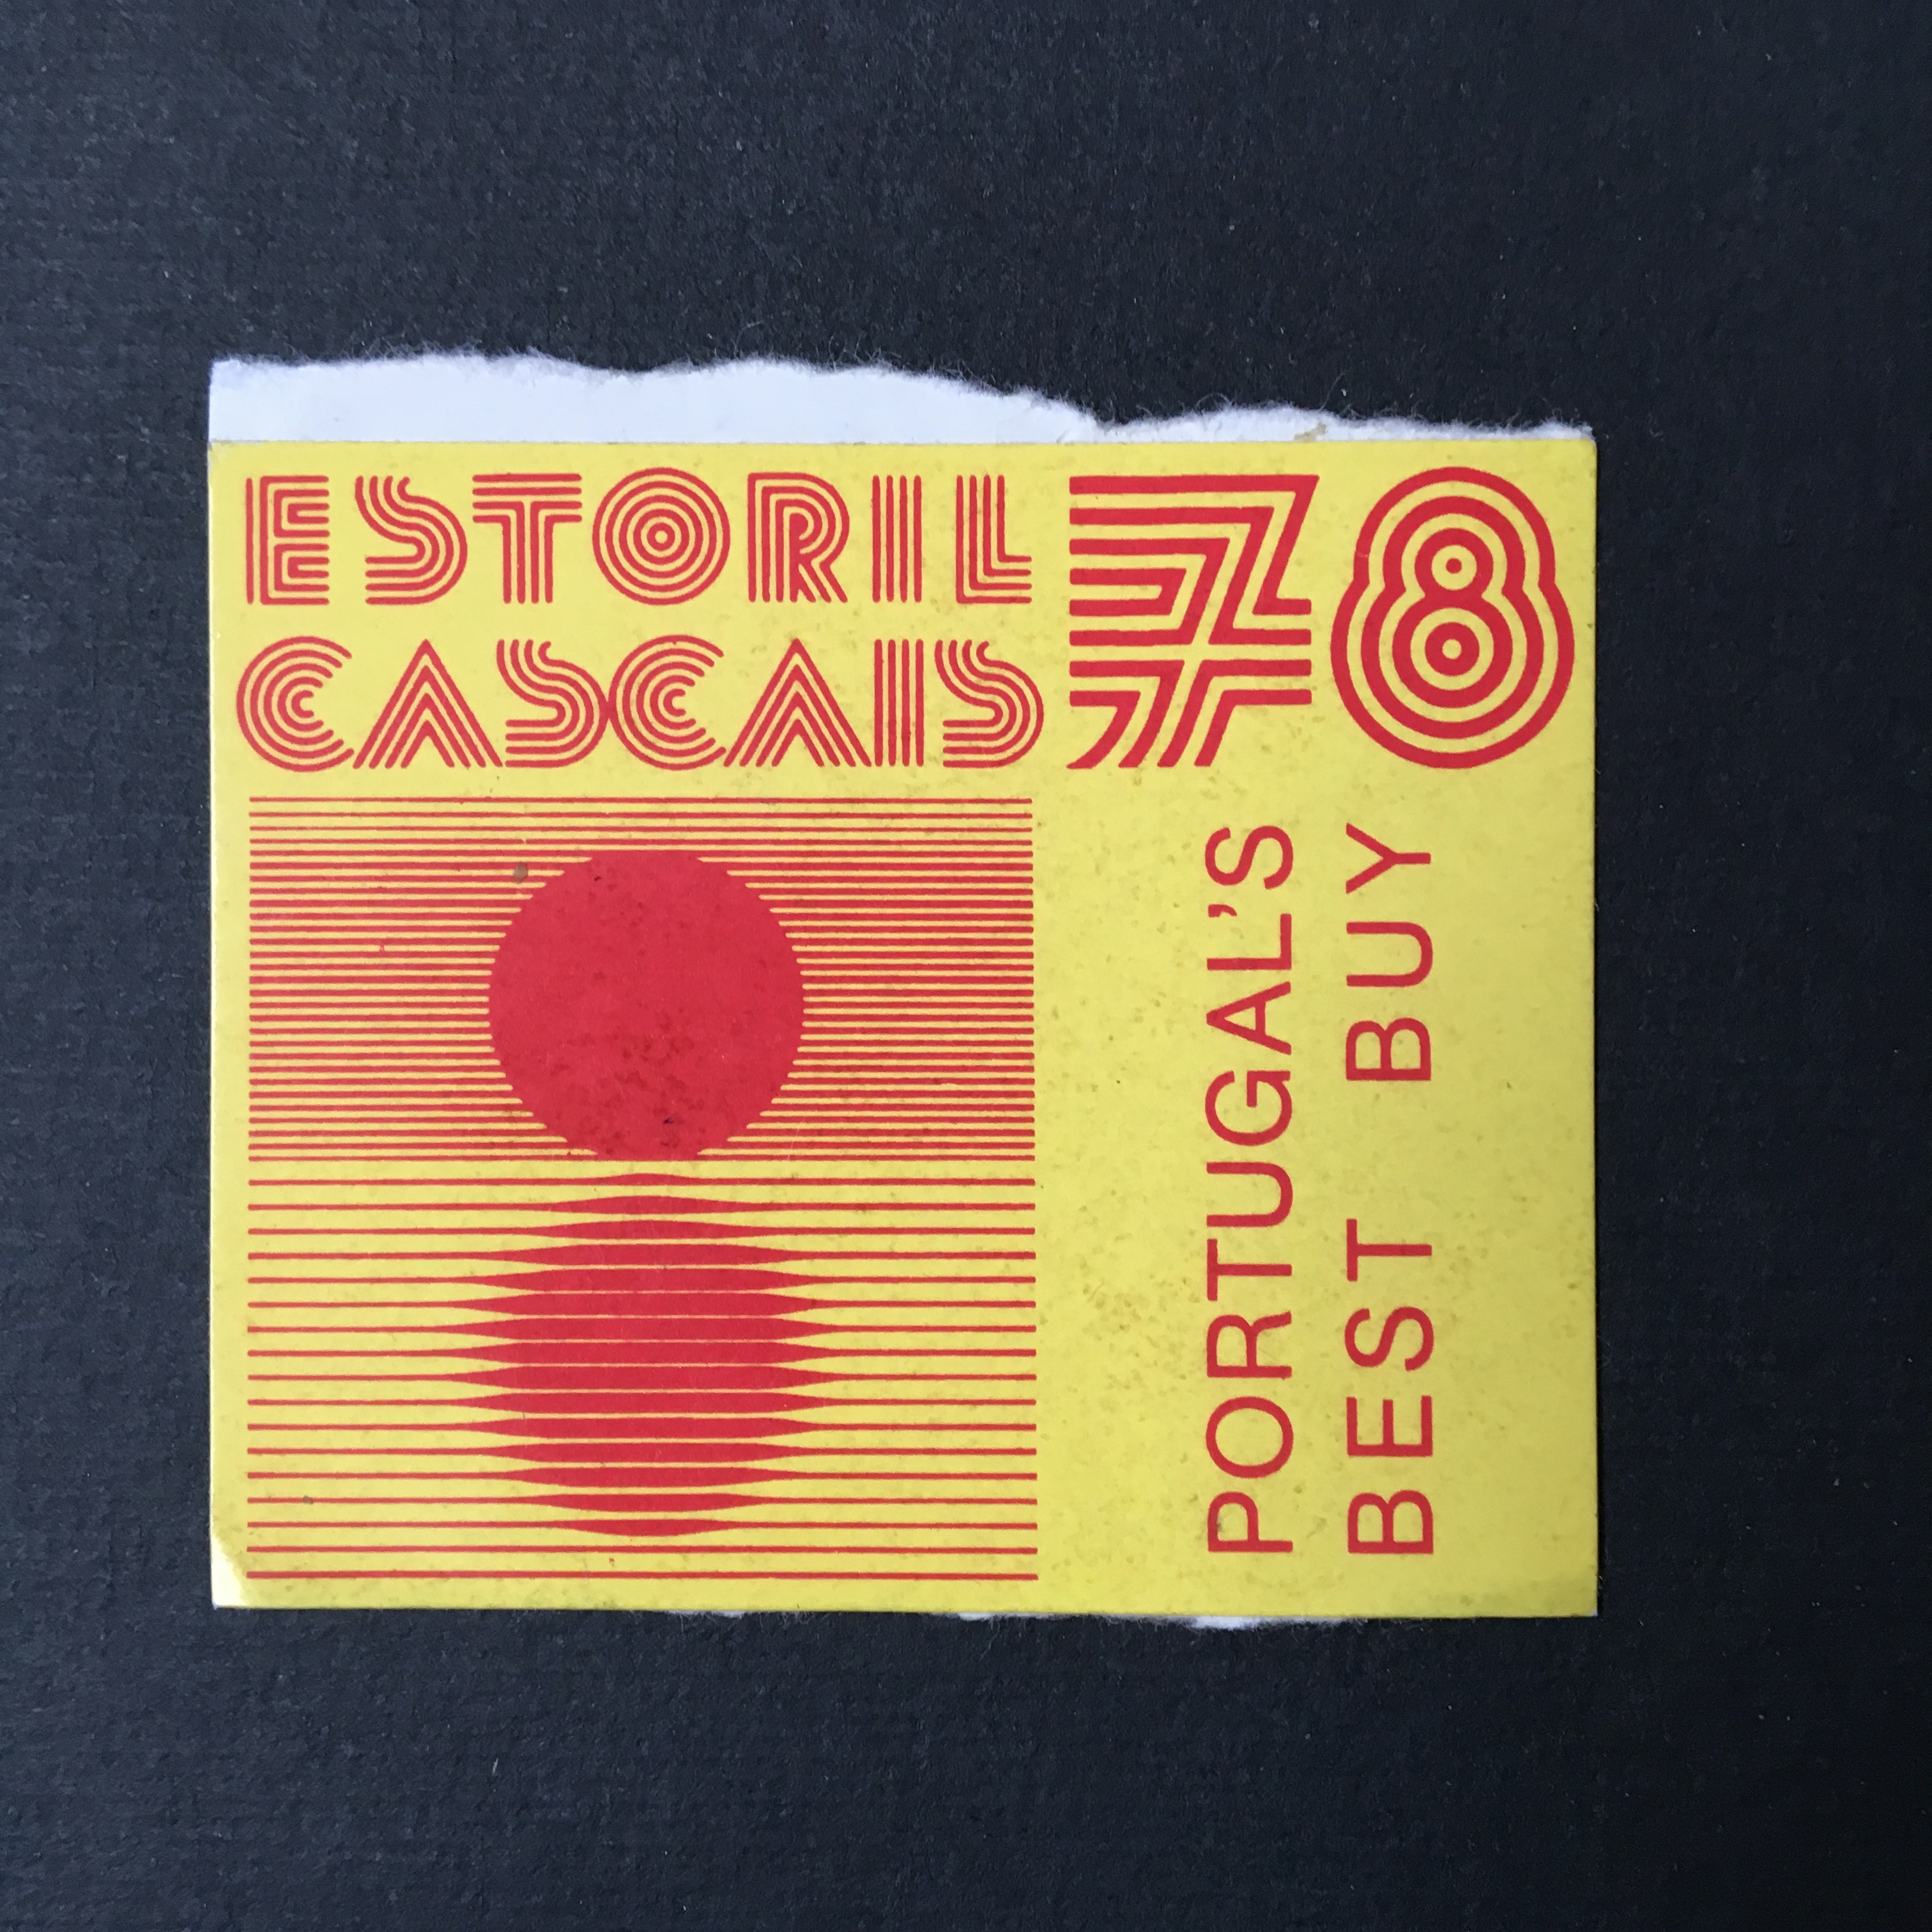 ESTORIL
CASCAIS
78
PORTUGAL'S
BEST BUY